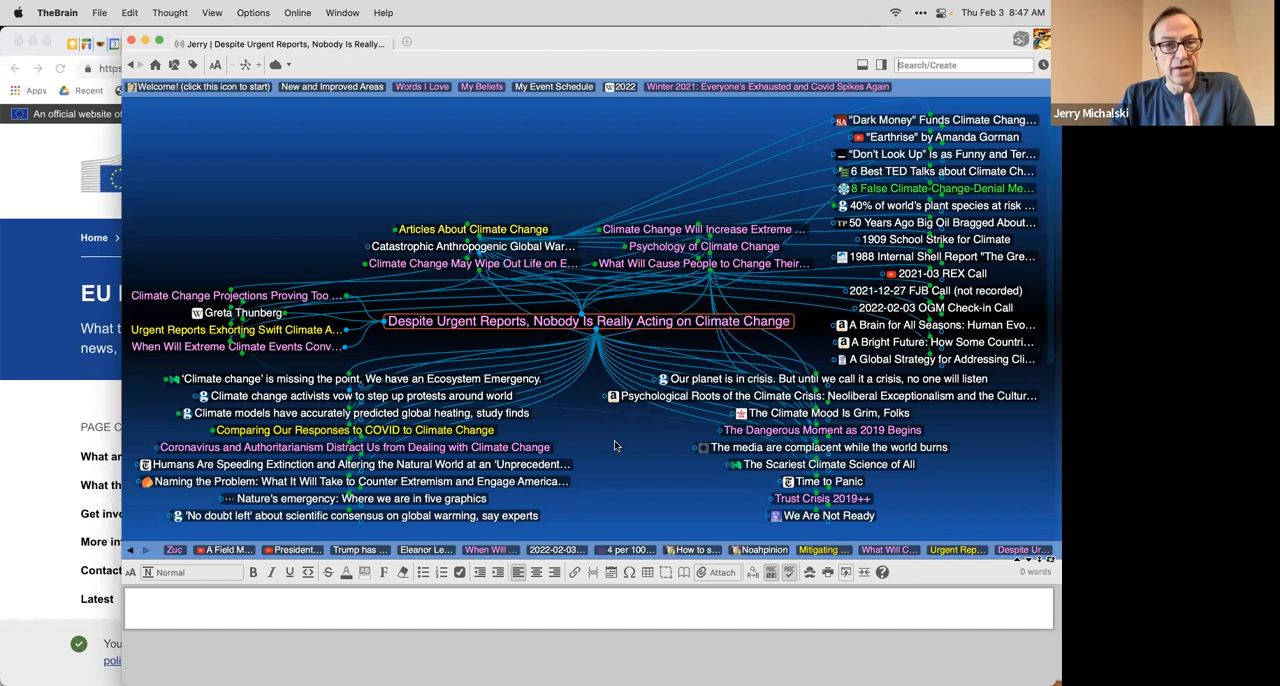 TheBrain File Edit Thought View Options Online Window Help
Thu Feb 3 8:47 AM
Jerry | Despite Urgent Reports, Nobody Is Really...
https
Search/Create
Apps Recent
Welcome! (click this icon to start) New and Improved Areas Words I Love My Beliefs My Event Schedule 2022 Winter 2021: Everyone's Exhausted and Covid Spikes Again
An official website of
Jerry Michalski
"Dark Money" Funds Climate Chang...
"Earthrise" by Amanda Gorman
"Don't Look Up" Is as Funny and Ter...
6 Best TED Talks about Climate Ch...
8 False Climate-Change-Denial Me...
40% of world's plant species at risk ...
50 Years Ago Big Oil Bragged About...
1909 School Strike for Climate
1988 Internal Shell Report "The Gre...
2021-03 REX Call
2021-12-27 FJB Call (not recorded)
2022-02-03 OGM Check-in Call
A Brain for All Seasons: Human Evo...
A Bright Future: How Some Countri...
A Global Strategy for Addressing Cli...
Articles About Climate Change
Catastrophic Anthropogenic Global War...
Climate Change May Wipe Out Life on E...
Climate Change Will Increase Extreme ...
Psychology of Climate Change
What Will Cause People to Change Their...
Home
EU
What t
news,
Climate Change Projections Proving Too ...
Greta Thunberg
Urgent Reports Exhorting Swift Climate A...
When Will Extreme Climate Events Conv...
Despite Urgent Reports, Nobody Is Really Acting on Climate Change
'Climate change' is missing the point. We have an Ecosystem Emergency.
Climate change activists vow to step up protests around world
Climate models have accurately predicted global heating, study finds
Comparing Our Responses to COVID to Climate Change
Coronavirus and Authoritarianism Distract Us from Dealing with Climate Change
Humans Are Speeding Extinction and Altering the Natural World at an 'Unprecedent...
Naming the Problem: What It Will Take to Counter Extremism and Engage America...
Nature's emergency: Where we are in five graphics
'No doubt left' about scientific consensus on global warming, say experts
Our planet is in crisis. But until we call it a crisis, no one will listen
Psychological Roots of the Climate Crisis: Neoliberal Exceptionalism and the Cultur...
The Climate Mood Is Grim, Folks
The Dangerous Moment as 2019 Begins
The media are complacent while the world burns
The Scariest Climate Science of All
Time to Panic
Trust Crisis 2019++
We Are Not Ready
PAGE C
What ar
What th
Get invo
More in
Contact
Latest
Zuc A Field M... President... Trump has ... Eleanor Le... When Will ... 2022-02-03... 4 per 100... How to s... Noahpinion Mitigating ... What Will C... Urgent Rep... Despite Ur...
Normal
Attach
0 words
You
poli